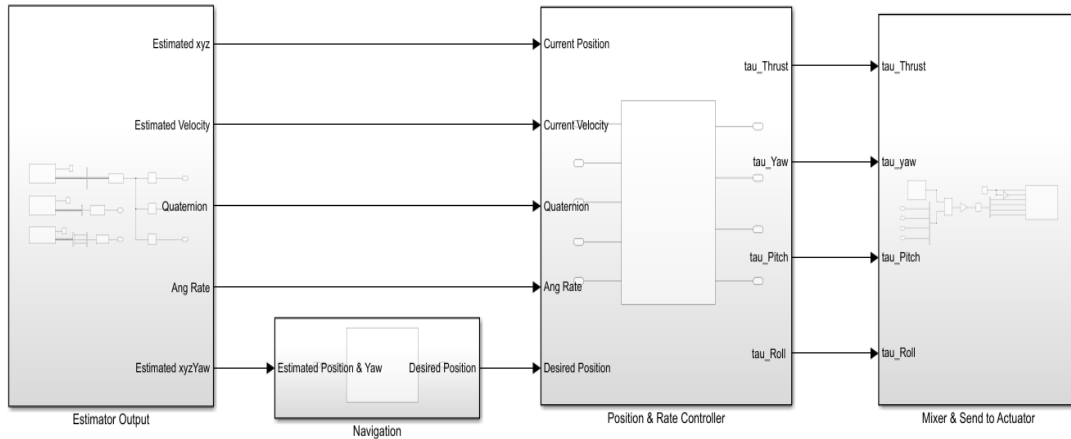 Estimated xyz
Current Position
tau_Thrust
tau_Thrust
Estimated Velocity
Current Velocity
tau_Yaw
tau_yaw
Quaternion
Quaternion
tau_Pitch
tau_Pitch
Ang Rate
Ang Rate
tau_Roll
tau_Roll
Estimated xyzYaw
Estimated Position & Yaw
Desired Position
Desired Position
Estimator Output
Navigation
Position & Rate Controller
Mixer & Send to Actuator